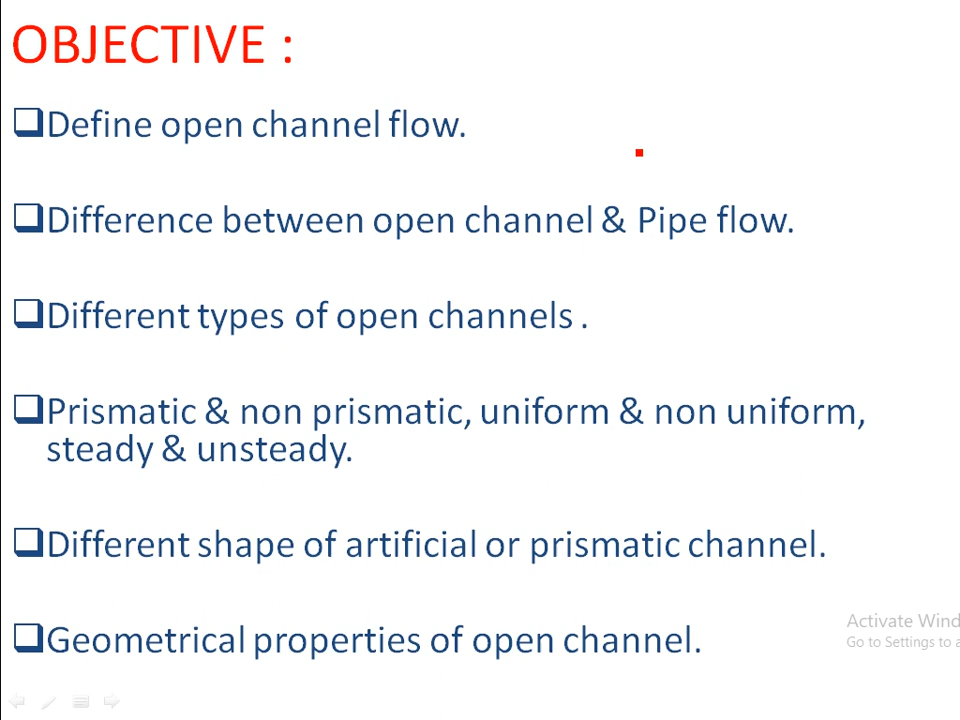 OBJECTIVE :
Define open channel flow.
Difference between open channel & Pipe flow.
Different types of open channels .
Prismatic & non prismatic, uniform & non uniform,
steady & unsteady.
Different shape of artificial or prismatic channel.
Activate Wind
Go to Settings to a
Geometrical properties of open channel.